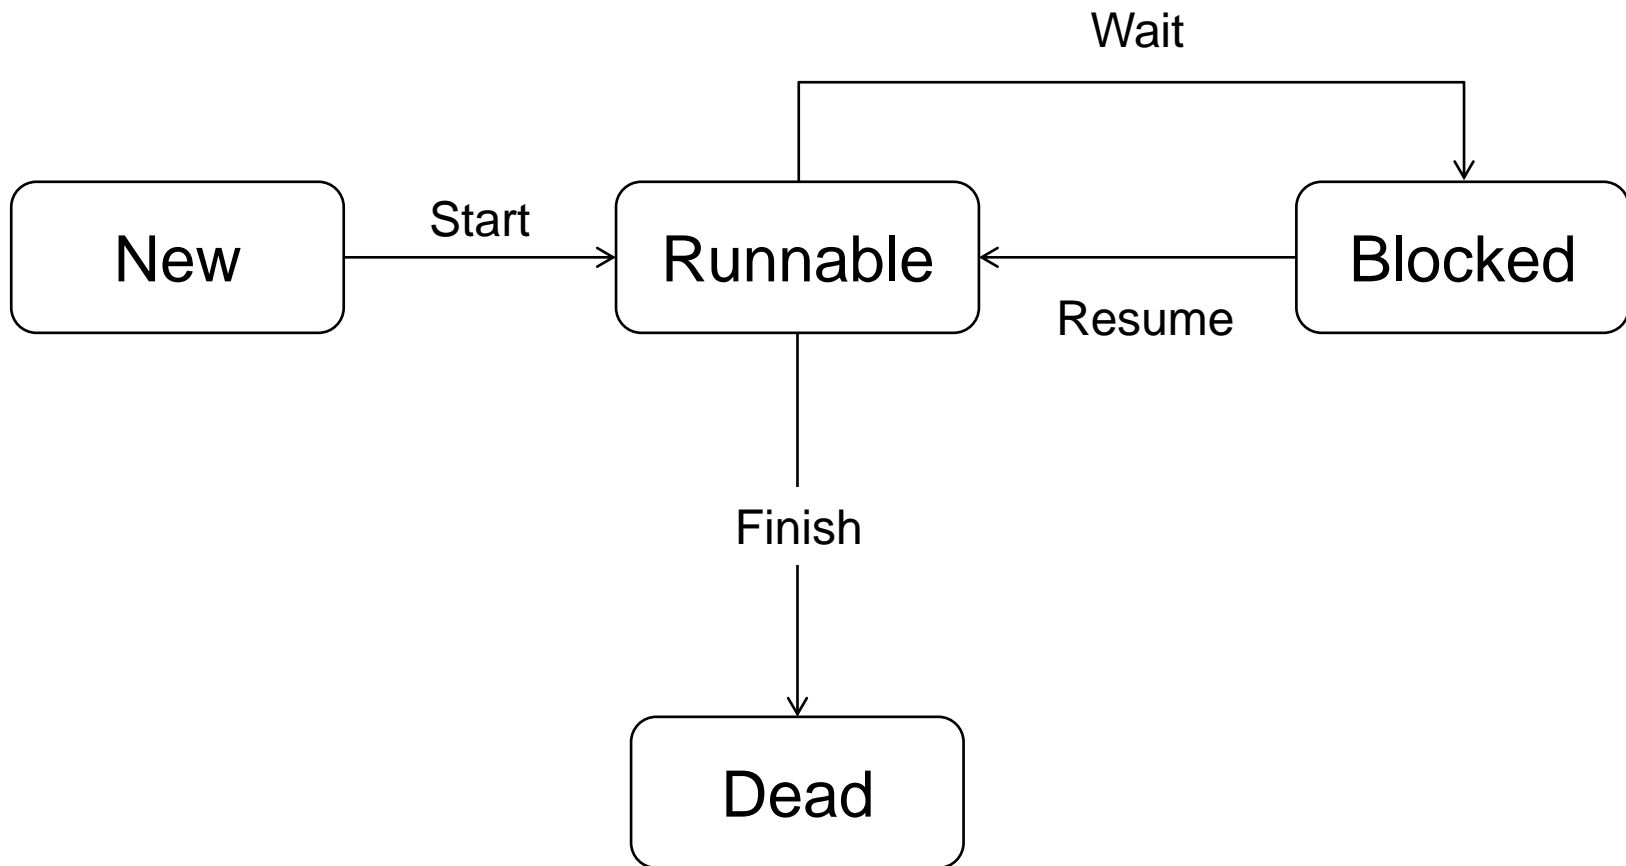 Wait
New
Start
Runnable
Blocked
Resume
Finish
Dead